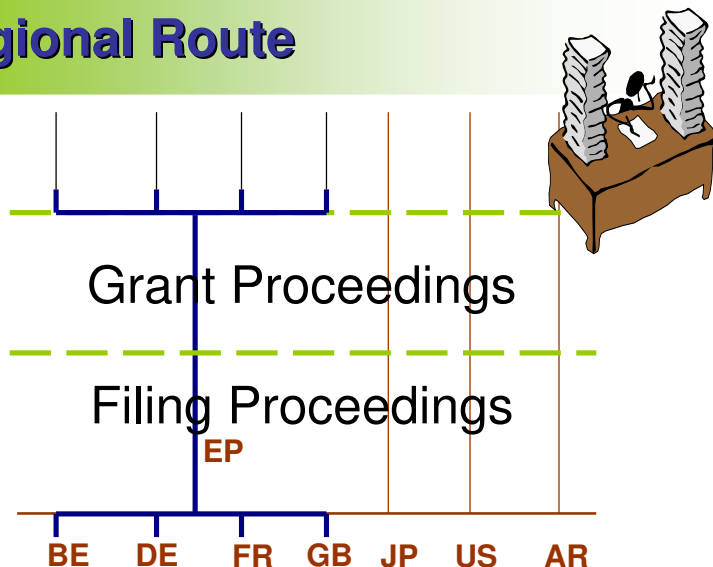 gional Route
Grant Proceedings
Filing Proceedings
EP
BE DE FR GB JP US AR